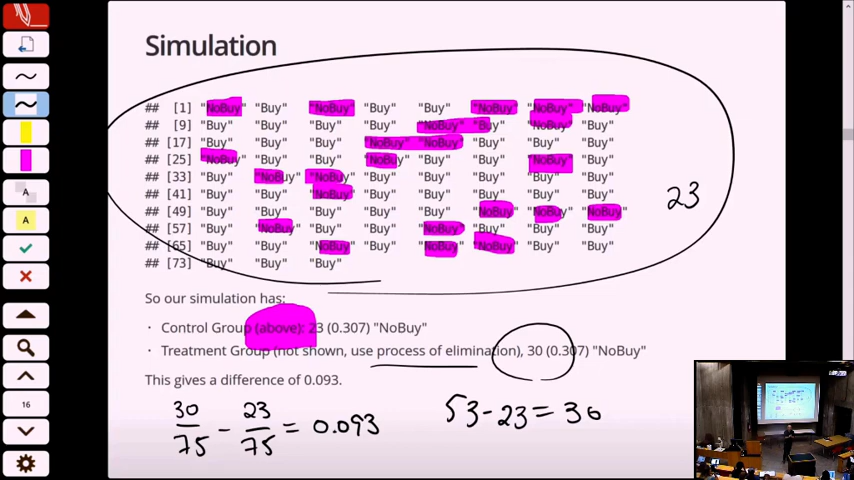 Simulation
## [1] "NoBuy" "Buy" "NoBuy" "Buy" "Buy" "NoBuy" "NoBuy" "NoBuy"
## [9] "Buy" "Buy" "Buy" "Buy" "NoBuy" "Buy" "NoBuy" "Buy"
## [17] "Buy" "Buy" "Buy" "NoBuy" "NoBuy" "Buy" "Buy" "Buy"
## [25] "NoBuy" "Buy" "Buy" "NoBuy" "Buy" "Buy" "NoBuy" "Buy"
## [33] "Buy" "NoBuy" "NoBuy" "Buy" "Buy" "Buy" "Buy" "Buy"
## [41] "Buy" "Buy" "NoBuy" "Buy" "Buy" "Buy" "Buy" "Buy"
## [49] "Buy" "Buy" "Buy" "Buy" "Buy" "NoBuy" "NoBuy" "NoBuy"
23
## [57] "Buy" "NoBuy" "Buy" "Buy" "NoBuy" "Buy" "Buy" "Buy"
## [65] "Buy" "Buy" "NoBuy" "Buy" "NoBuy" "NoBuy" "Buy" "Buy"
## [73] "Buy" "Buy" "Buy"
So our simulation has:
· Control Group (above): 23 (0.307) "NoBuy"
· Treatment Group (not shown, use process of elimination), 30 (0.307) "NoBuy"
This gives a difference of 0.093.
30/75 - 23/75 = 0.093
53-23=30
A
A
16